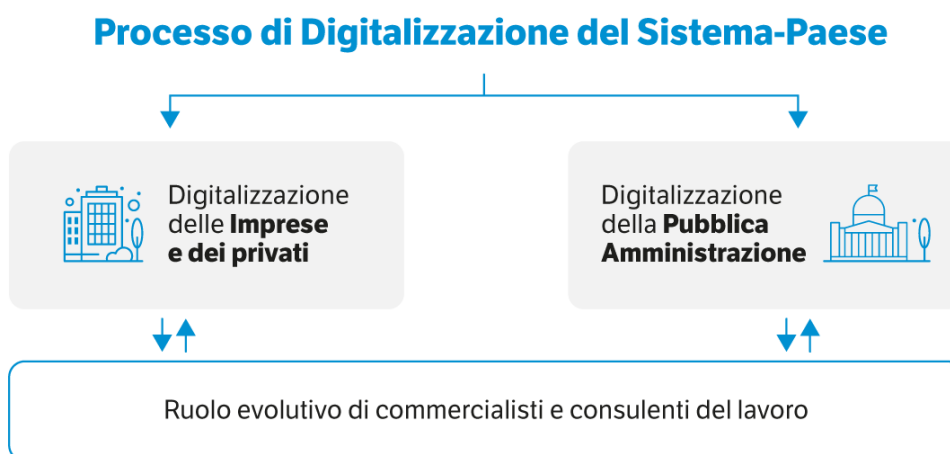 Processo di Digitalizzazione del Sistema-Paese
Digitalizzazione
delle Imprese
e dei privati
Digitalizzazione
della Pubblica
Amministrazione
Ruolo evolutivo di commercialisti e consulenti del lavoro